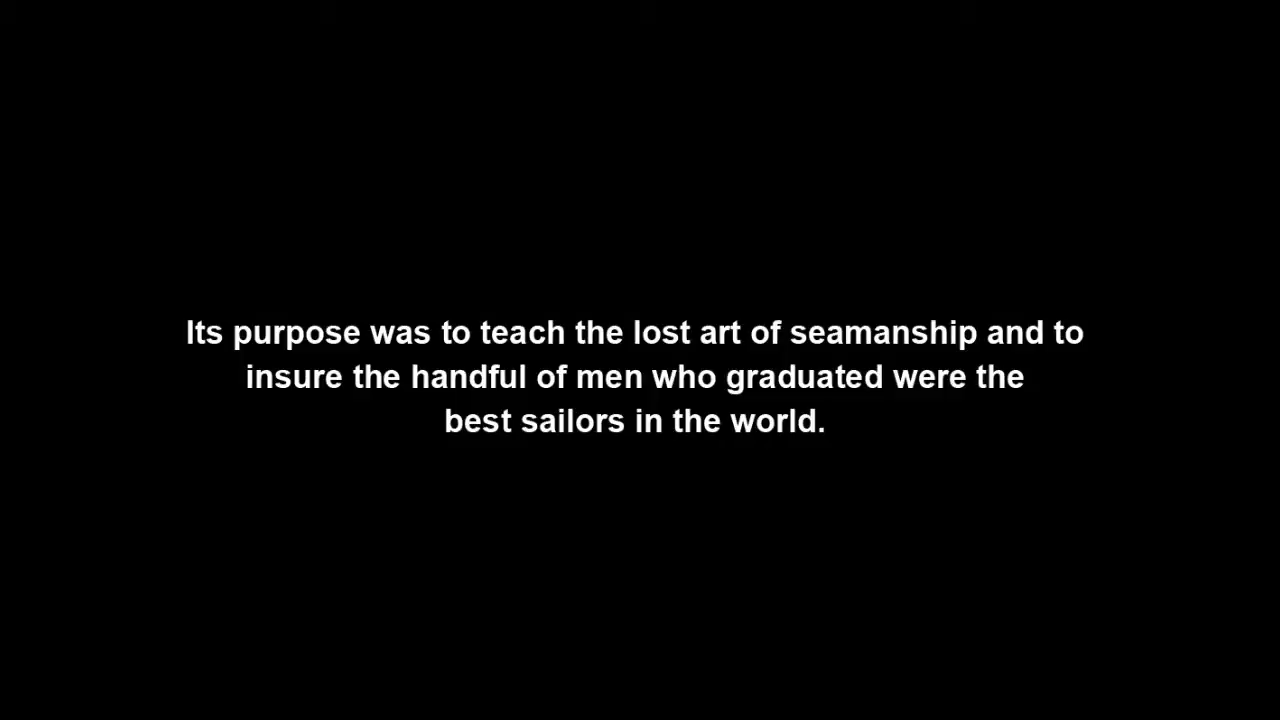 Its purpose was to teach the lost art of seamanship and to
insure the handful of men who graduated were the
best sailors in the world.